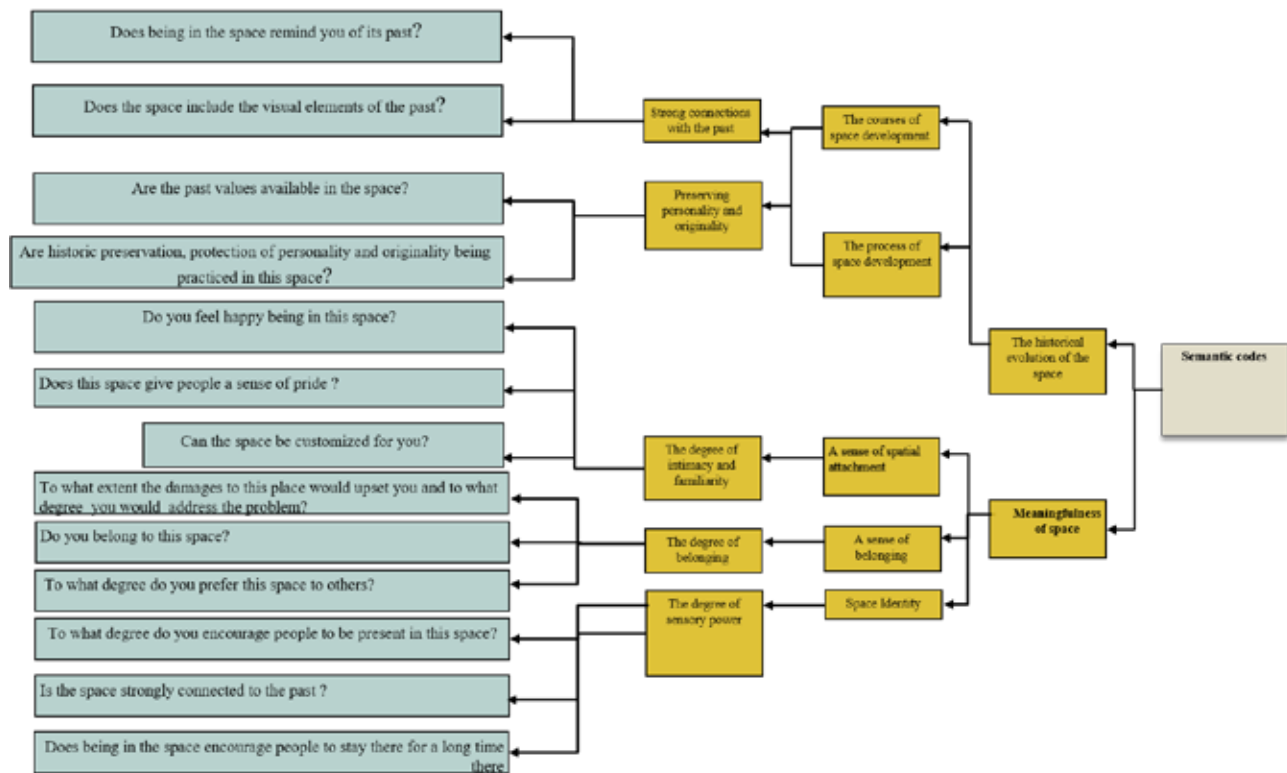 Does being in the space remind you of its past?
Does the space include the visual elements of the past?
Are the past values available in the space?
Are historic preservation, protection of personality and originality being
practiced in this space?
Do you feel happy being in this space?
Does this space give people a sense of pride ?
Can the space be customized for you?
To what extent the damages to this place would upset you and to what
degree you would address the problem?
Do you belong to this space?
To what degree do you prefer this space to others?
To what degree do you encourage people to be present in this space?
Is the space strongly connected to the past ?
Does being in the space encourage people to stay there for a long time
there
Strong connections
with the past
Preserving
personality and
originality
The degree of
intimacy and
familiarity
The degree of
belonging
The degree of
sensory power
The courses of
space development
The process of
space development
A sense of spatial
attachment
A sense of
belonging
Space Identity
The historical
evolution of the
space
Meaningfulness
of space
Semantic codes